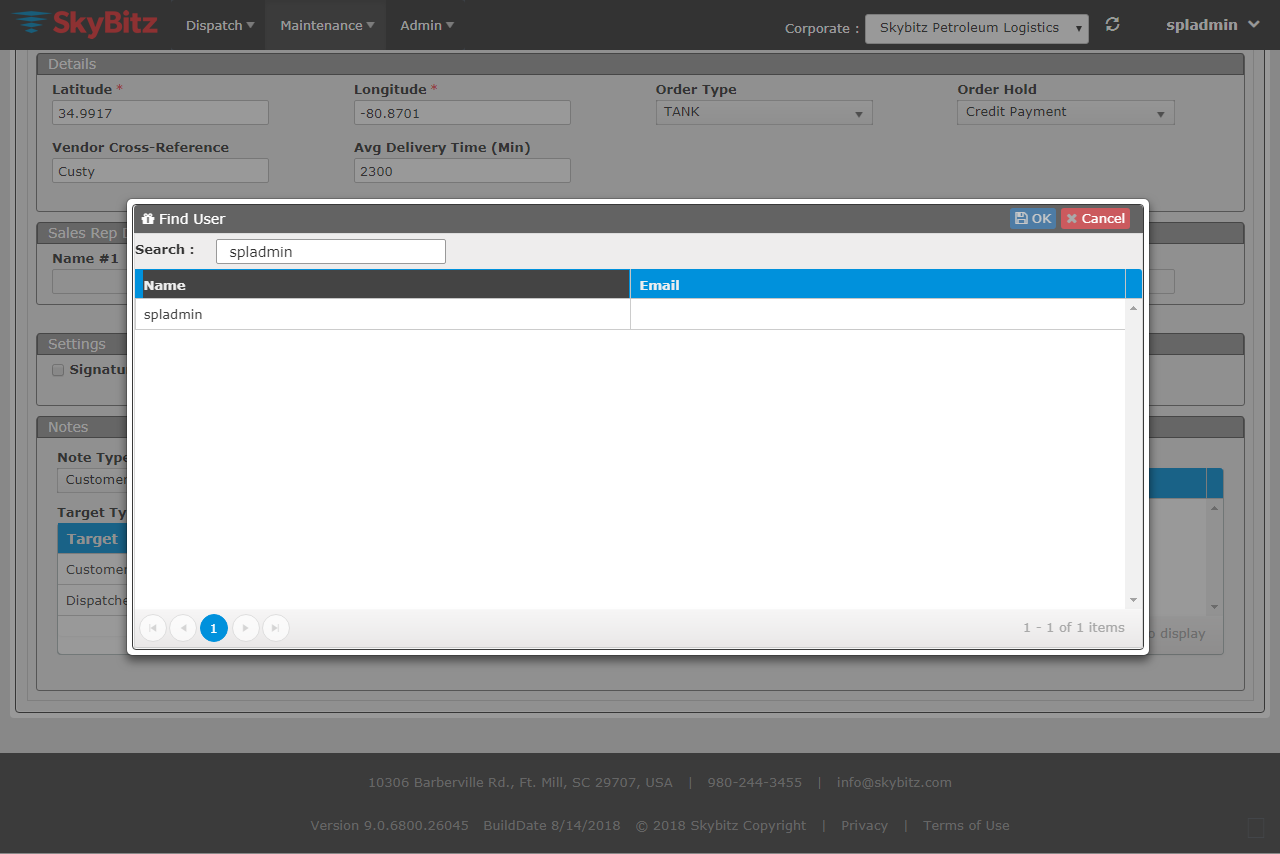 SkyBitz Dispatch Maintenance Admin Corporate : Skybitz Petroleum Logistics spladmin
Details
Latitude * Longitude * Order Type Order Hold
34.9917 -80.8701 TANK Credit Payment
Vendor Cross-Reference Avg Delivery Time (Min)
Custy 2300
Find User OK Cancel
Sales Rep
Search : spladmin
Name #1
Name Email
spladmin
Settings
Notes
Note Type
Customer
Target
Target
Customer
1 1 - 1 of 1 items
display
10306 Barberville Rd., Ft. Mill, SC 29707, USA | 980-244-3455 | info@skybitz.com
Version 9.0.6800.26045 BuildDate 8/14/2018 © 2018 Skybitz Copyright | Privacy | Terms of Use